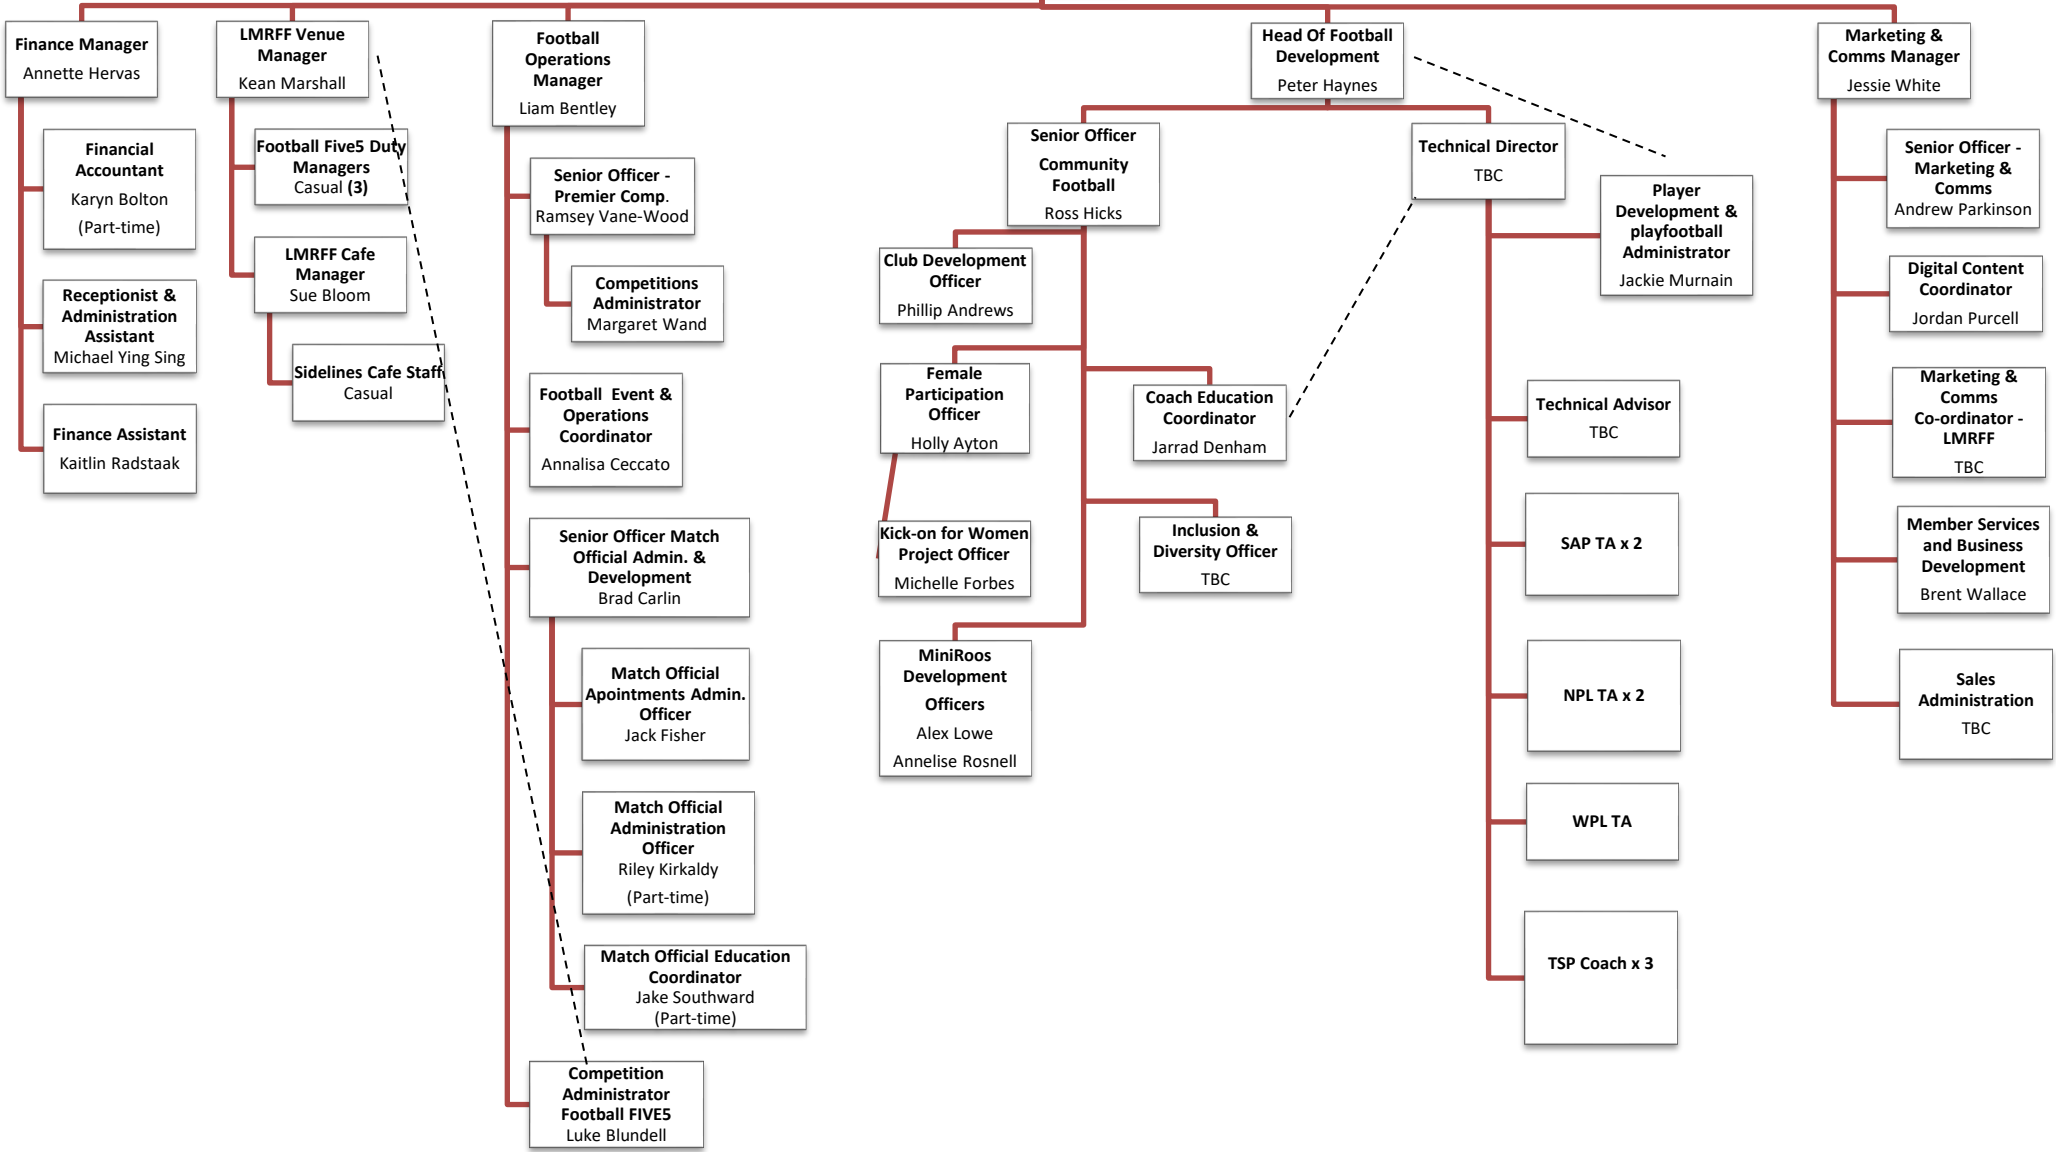 Finance Manager
Annette Hervas
Financial
Accountant
Karyn Bolton
(Part-time)
Receptionist &
Administration
Assistant
Michael Ying Sing
Finance Assistant
Kaitlin Radstaak
LMRFF Venue
Manager
Kean Marshall
Football Five5 Duty
Managers
Casual (3)
LMRFF Cafe
Manager
Sue Bloom
Sidelines Cafe Staff
Casual
Football
Operations
Manager
Liam Bentley
Senior Officer -
Premier Comp.
Ramsey Vane-Wood
Competitions
Administrator
Margaret Wand
Football Event &
Operations
Coordinator
Annalisa Ceccato
Senior Officer Match
Official Admin. &
Development
Brad Carlin
Match Official
Apointments Admin.
Officer
Jack Fisher
Match Official
Administration
Officer
Riley Kirkaldy
(Part-time)
Match Official Education
Coordinator
Jake Southward
(Part-time)
Competition
Administrator
Football FIVE5
Luke Blundell
Head Of Football
Development
Peter Haynes
Senior Officer
Community
Football
Ross Hicks
Club Development
Officer
Phillip Andrews
Female
Participation
Officer
Holly Ayton
Kick-on for Women
Project Officer
Michelle Forbes
MiniRoos
Development
Officers
Alex Lowe
Annelise Rosnell
Coach Education
Coordinator
Jarrad Denham
Inclusion &
Diversity Officer
TBC
Technical Director
TBC
Player
Development &
playfootball
Administrator
Jackie Murnain
Technical Advisor
TBC
SAP TA x 2
NPL TA x 2
WPL TA
TSP Coach x 3
Marketing &
Comms Manager
Jessie White
Senior Officer -
Marketing &
Comms
Andrew Parkinson
Digital Content
Coordinator
Jordan Purcell
Marketing &
Comms
Co-ordinator -
LMRFF
TBC
Member Services
and Business
Development
Brent Wallace
Sales
Administration
TBC